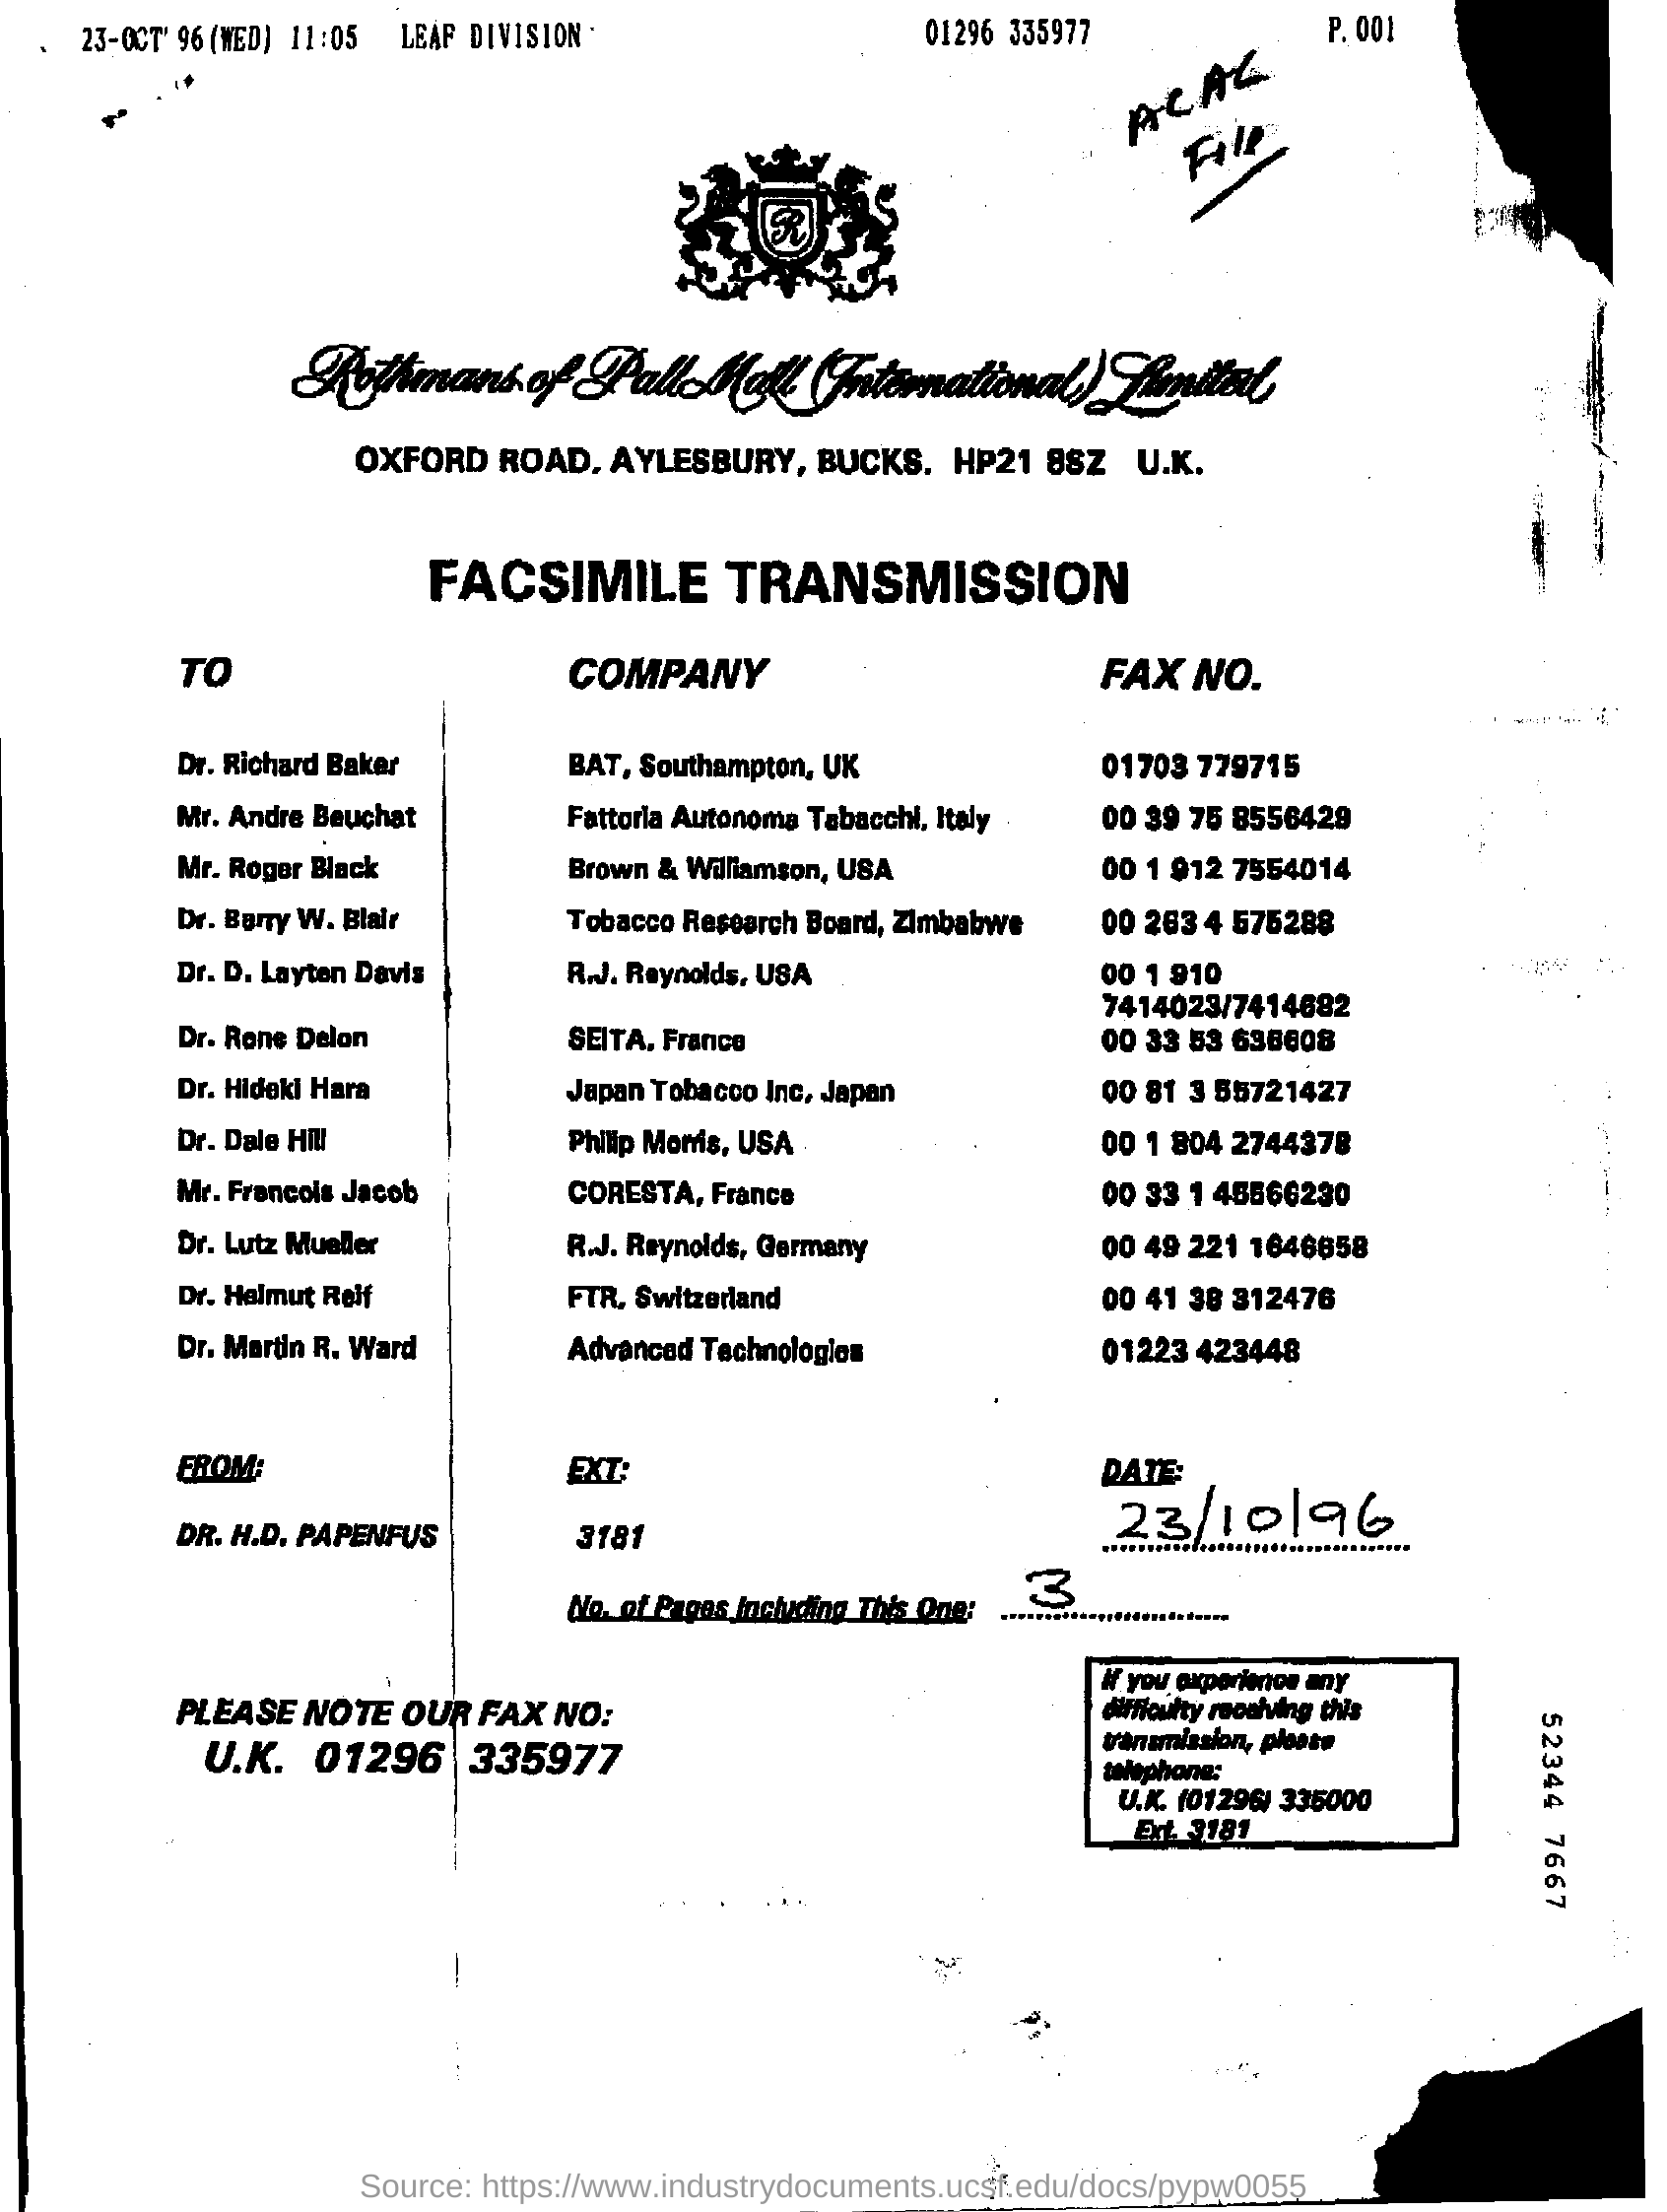 23-OCT' 96 (WED) 11:05 LEAF DIVISION 01296 335977 P. 001
ACAC
File
R
Rothmans of Pall Mall (International) Limited
OXFORD ROAD, AYLESBURY, BUCKS. HP21 8SZ U.K.
FACSIMILE TRANSMISSION
TO COMPANY FAX NO.
Dr. Richard Baker BAT, Southampton, UK 01703 779715
Mr. Andre Beuchat Fattoria Autonoma Tabacchi, Italy 00 39 75 8556429
Mr. Roger Black Brown & Williamson, USA 00 1 912 7554014
Dr. Barry W. Blair Tobacco Research Board, Zimbabwe 00 263 4 575288
Dr. D. Layten Davis R.J. Reynolds, USA 00 1 910
7414023/7414682
Dr. Rene Delon SEITA, France 00 33 53 636608
Dr. Hideki Hara Japan Tobacco Inc, Japan 00 81 3 55721427
Dr. Dale Hill Philip Morris, USA 00 1 804 2744378
Mr. Francois Jacob CORESTA, France 00 33 1 45566230
Dr. Lutz Mueller R.J. Reynolds, Germany 00 49 221 1646658
Dr. Helmut Reif FTR, Switzerland 00 41 38 312476
Dr. Martin R. Ward Advanced Technologies 01223 423448
FROM: EXT: DATE:
DR. H.D. PAPENFUS 3181 23/10/96
No. of Pages Including This One: 3
PLEASE NOTE OUR FAX NO:
U.K. 01296 335977
If you experience any
difficulty receiving this
transmission, please
telephone:
U.K. (01296) 335000
Ext. 3181
52344 7667
Source: https://www.industrydocuments.ucsf.edu/docs/pypw0055